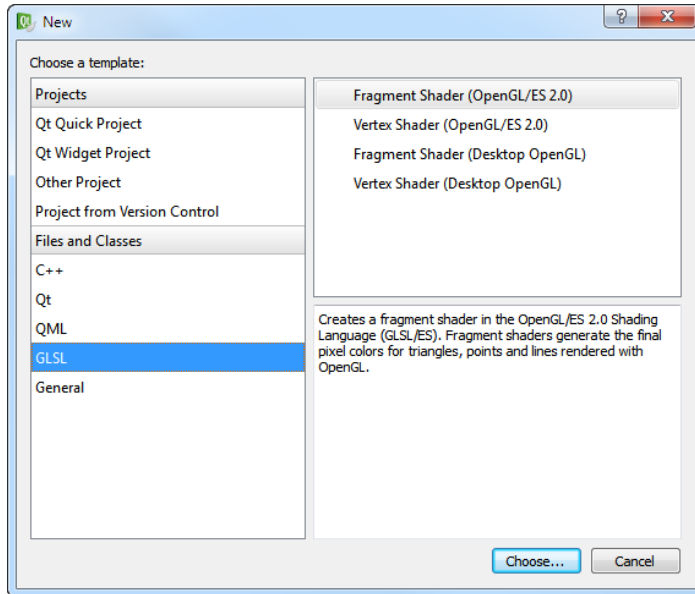 New
Choose a template:
Projects
Qt Quick Project
Qt Widget Project
Other Project
Project from Version Control
Files and Classes
C++
Qt
QML
GLSL
General
Fragment Shader (OpenGL/ES 2.0)
Vertex Shader (OpenGL/ES 2.0)
Fragment Shader (Desktop OpenGL)
Vertex Shader (Desktop OpenGL)
Creates a fragment shader in the OpenGL/ES 2.0 Shading
Language (GLSL/ES). Fragment shaders generate the final
pixel colors for triangles, points and lines rendered with
OpenGL.
Choose...
Cancel